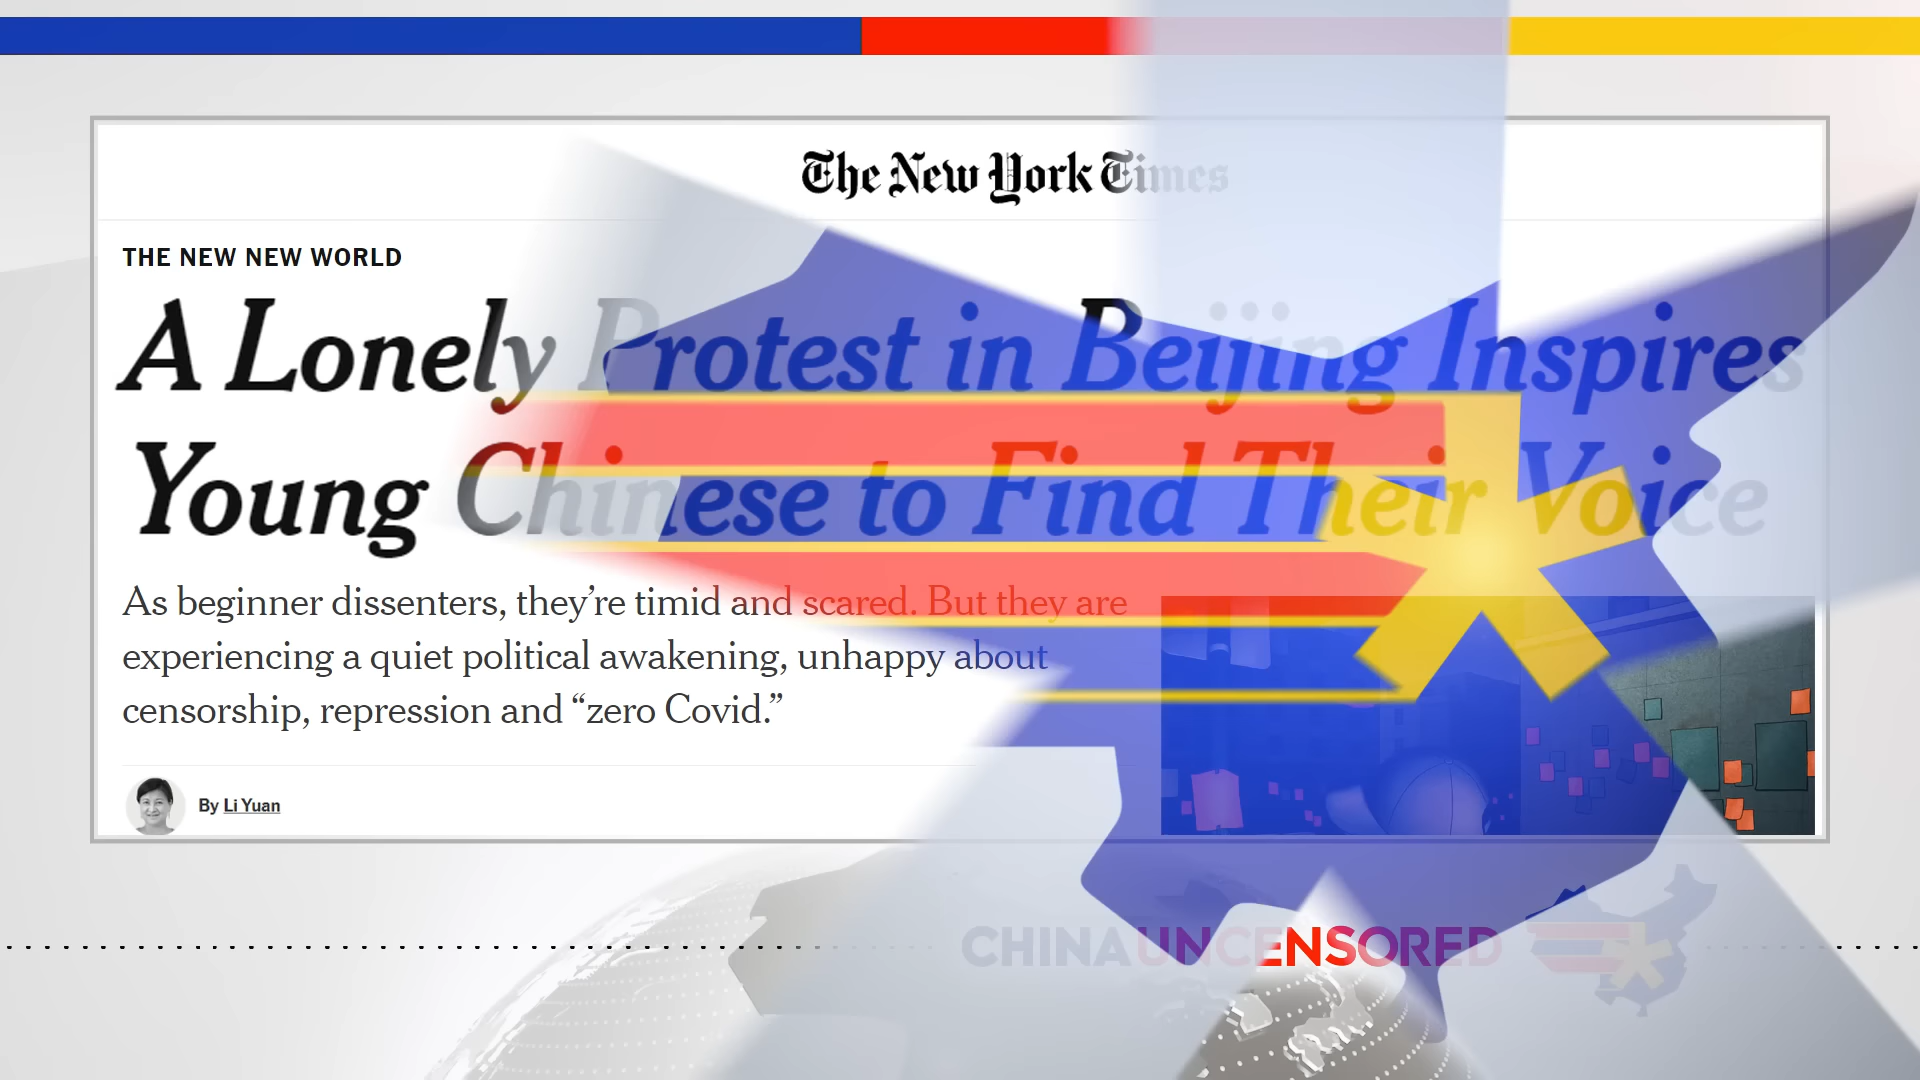 The New York Times
THE NEW NEW WORLD
A Lonely Protest in Beijing Inspires
Young Chinese to Find Their Voice
As beginner dissenters, they’re timid and scared. But they are
experiencing a quiet political awakening, unhappy about
censorship, repression and “zero Covid.”
By Li Yuan
CHINA UNCENSORED